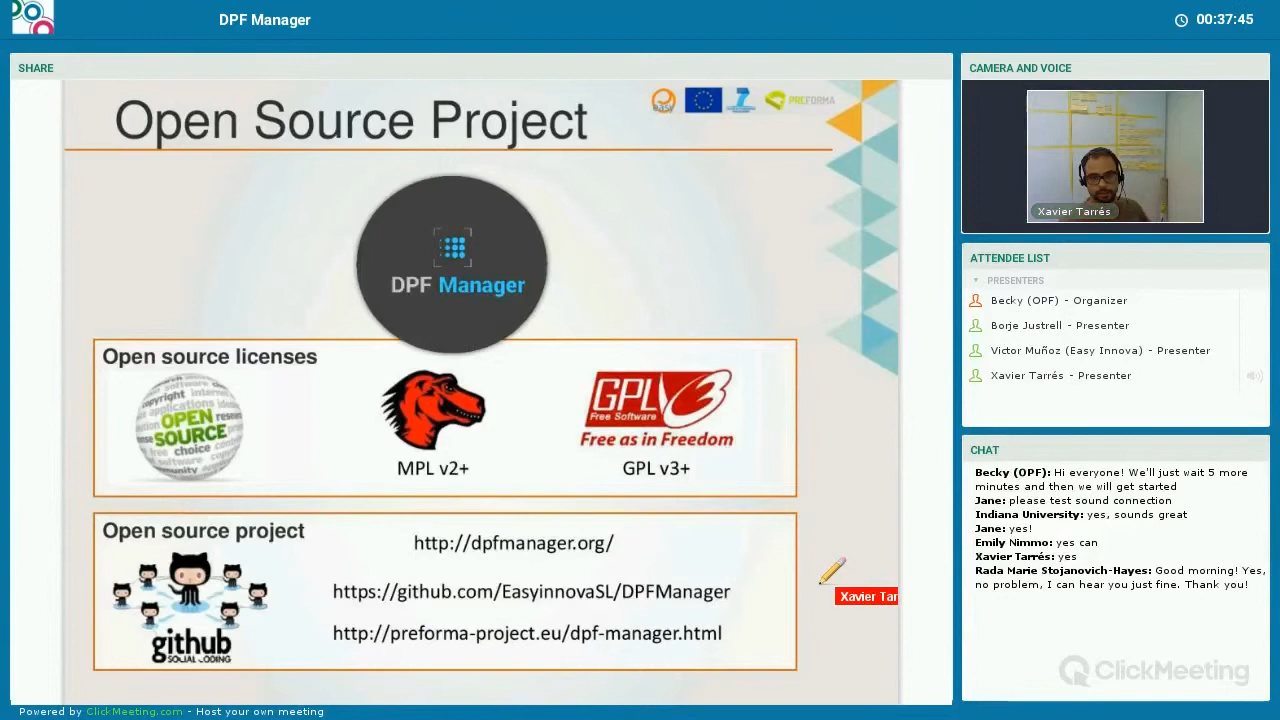 DPF Manager
00:37:45
SHARE
Open Source Project
PREFORMA
DPF Manager
Open source licenses
OPEN
SOURCE
copyright
choice
software
MPL v2+
GPL v3
Free Software
Free as in Freedom
GPL v3+
Open source project
http://dpfmanager.org/
https://github.com/EasyinnovaSL/DPFManager
http://preforma-project.eu/dpf-manager.html
github
SOCIAL CODING
Xavier Tar
CAMERA AND VOICE
Xavier Tarrés
ATTENDEE LIST
PRESENTERS
Becky (OPF) - Organizer
Borje Justrell - Presenter
Victor Muñoz (Easy Innova) - Presenter
Xavier Tarrés - Presenter
CHAT
Becky (OPF): Hi everyone! We'll just wait 5 more
minutes and then we will get started
Jane: please test sound connection
Indiana University: yes, sounds great
Jane: yes!
Emily Nimmo: yes can
Xavier Tarrés: yes
Rada Marie Stojanovich-Hayes: Good morning! Yes,
no problem, I can hear you just fine. Thank you!
ClickMeeting
Powered by ClickMeeting.com - Host your own meeting